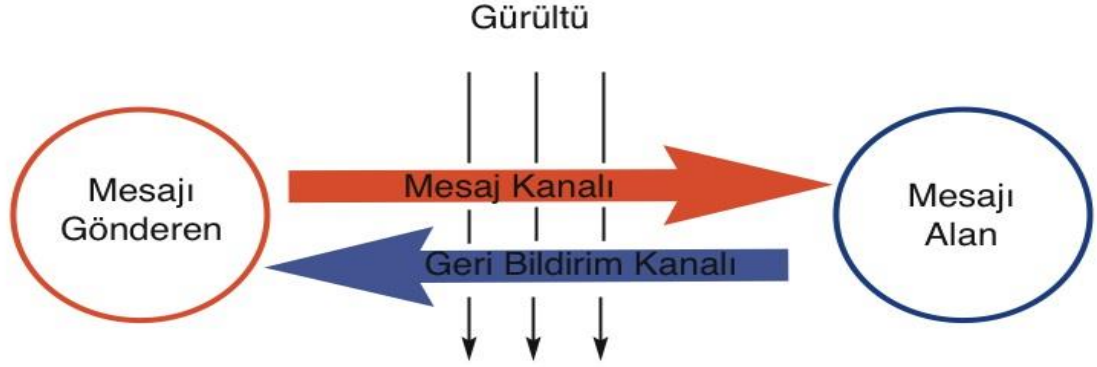 Gürültü
Mesajı
Gönderen
Mesaj Kanalı
Geri Bildirim Kanalı
Mesajı
Alan